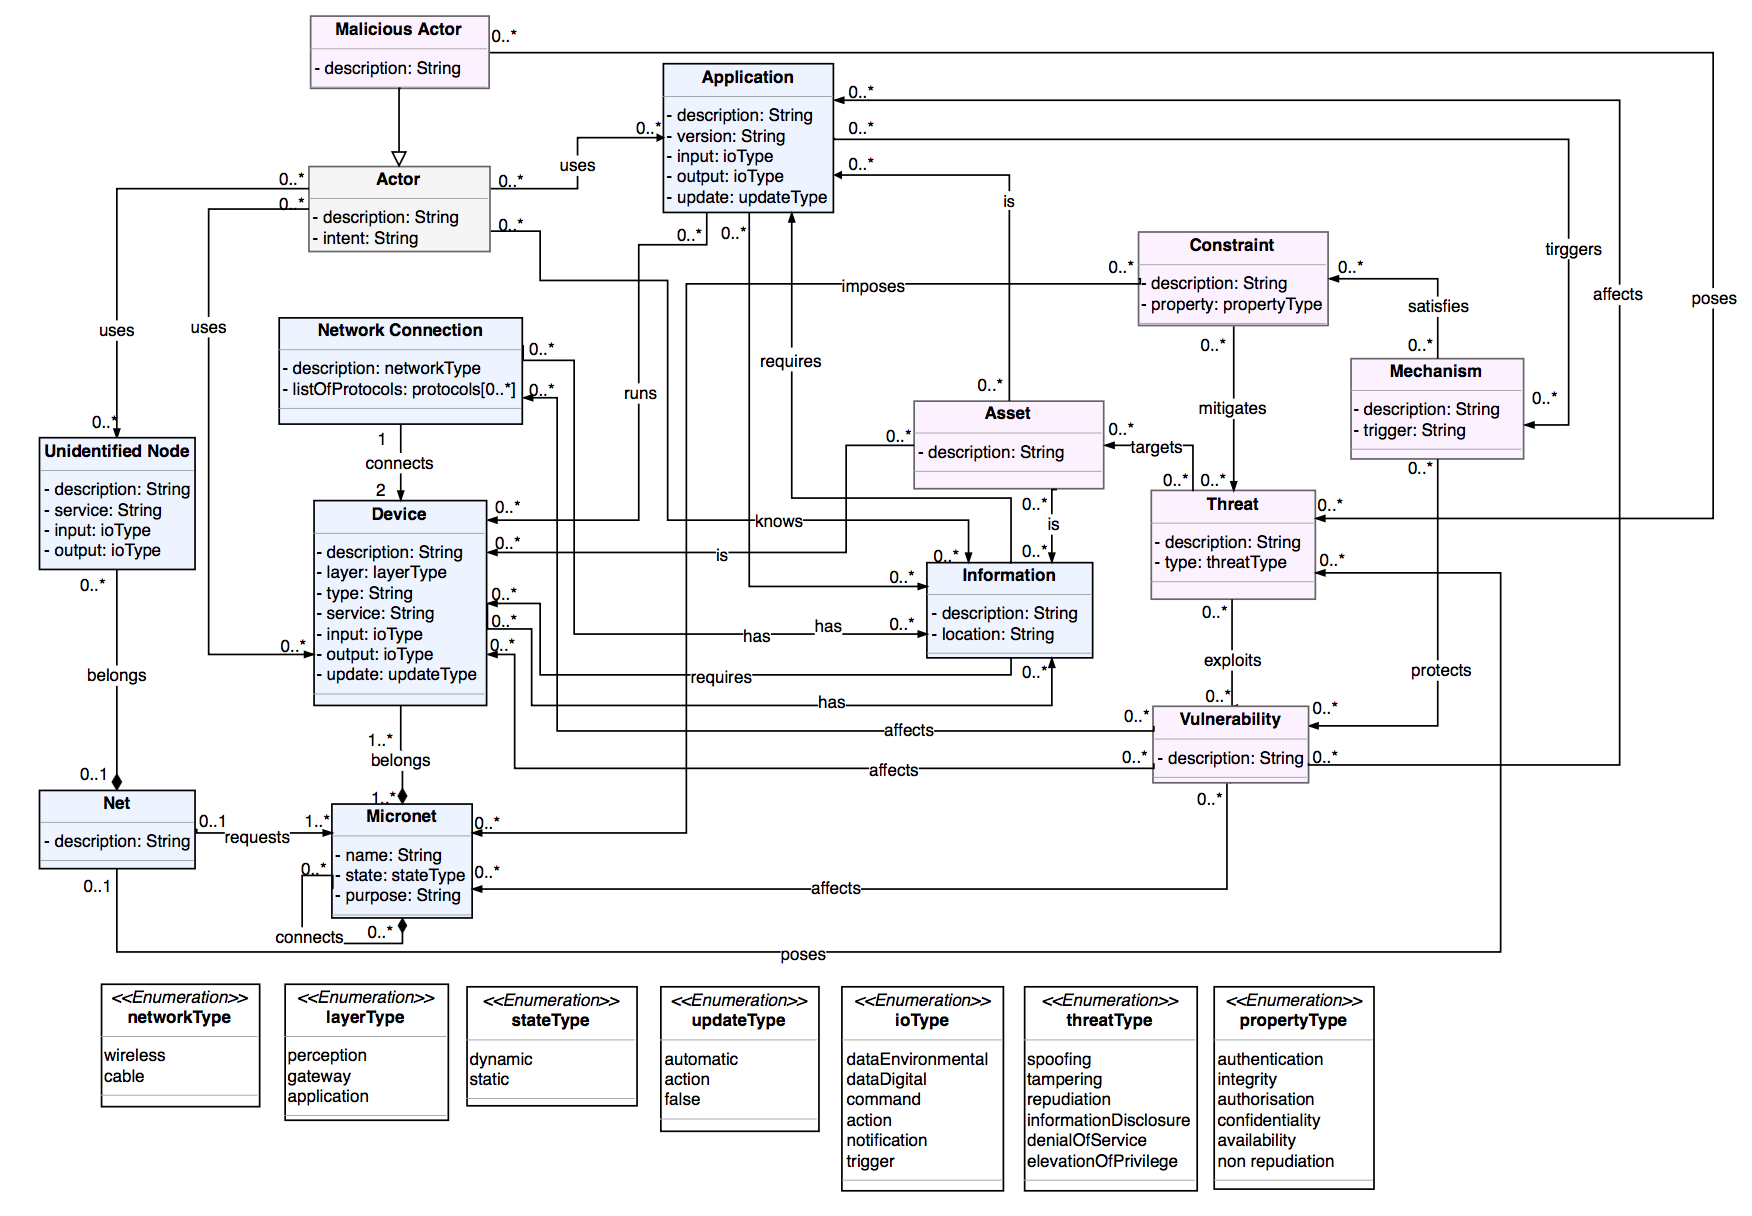 Malicious Actor
- description: String
0..*
Application
- description: String
- version: String
- input: ioType
- output: ioType
- update: updateType
0..*
0..*
0..*
0..*
uses
Actor
- description: String
- intent: String
0..*
0..*
0..*
0..*
is
0..*
0..*
Constraint
- description: String
- property: propertyType
0..*
0..*
tirggers
affects
poses
imposes
satisfies
uses
uses
Network Connection
- description: networkType
- listOfProtocols: protocols[0..*]
0..*
0..*
requires
runs
0..*
0..*
Mechanism
- description: String
- trigger: String
0..*
0..*
mitigates
0..*
Asset
- description: String
0..*
0..*
targets
0..*
0..*
0..*
Unidentified Node
- description: String
- service: String
- input: ioType
- output: ioType
0..*
1
connects
2
Device
- description: String
- layer: layerType
- type: String
- service: String
- input: ioType
- output: ioType
- update: updateType
0..*
0..*
0..*
0..*
0..*
0..*
knows
is
0..*
is
0..*
0..*
Information
- description: String
- location: String
0..*
0..*
0..*
has
has
requires
has
Threat
- description: String
- type: threatType
0..*
0..*
0..*
exploits
0..*
protects
0..*
belongs
0..*
affects
0..*
affects
Vulnerability
- description: String
0..*
0..*
1..*
belongs
1..*
0..1
Net
- description: String
0..1
requests
1..*
Micronet
- name: String
- state: stateType
- purpose: String
0..*
0..*
0..*
affects
0..1
connects
0..*
poses
<<Enumeration>>
networkType
wireless
cable
<<Enumeration>>
layerType
perception
gateway
application
<<Enumeration>>
stateType
dynamic
static
<<Enumeration>>
updateType
automatic
action
false
<<Enumeration>>
ioType
dataEnvironmental
dataDigital
command
action
notification
trigger
<<Enumeration>>
threatType
spoofing
tampering
repudiation
informationDisclosure
denialOfService
elevationOfPrivilege
<<Enumeration>>
propertyType
authentication
integrity
authorisation
confidentiality
availability
non repudiation